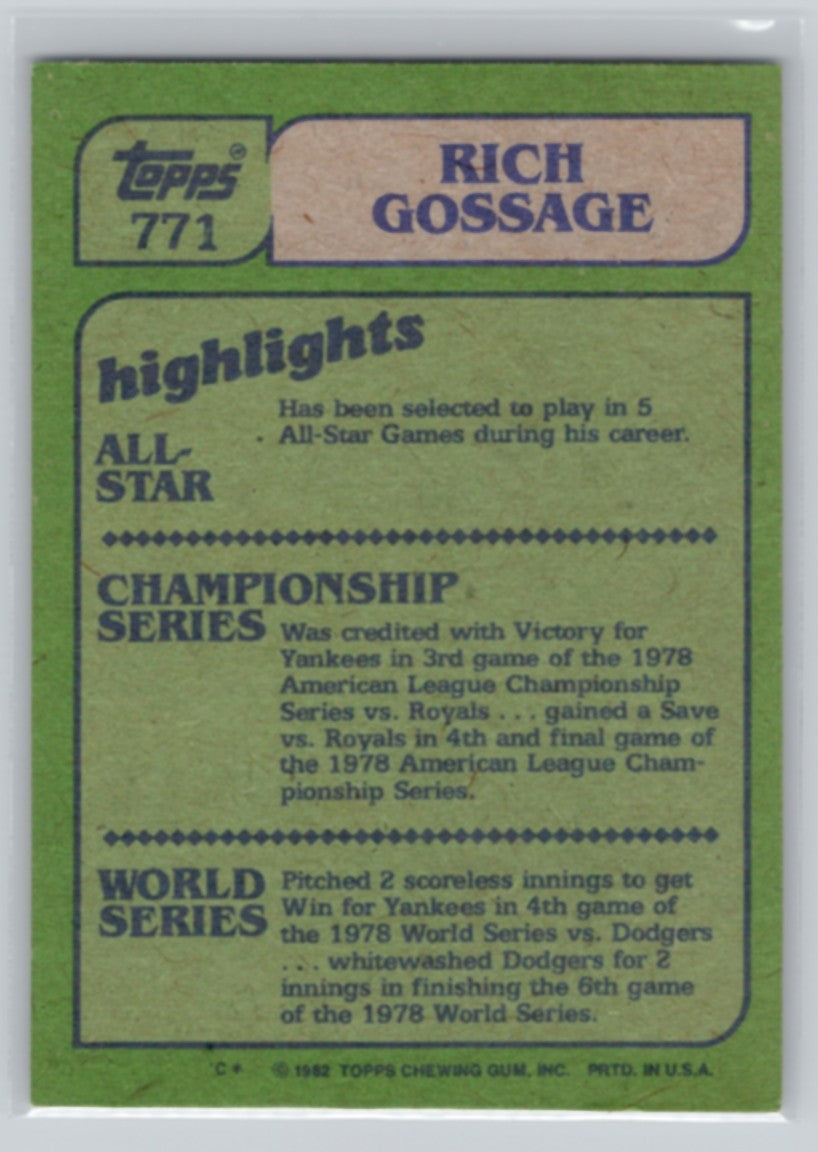 Topps®
771
RICH
GOSSAGE
highlights
ALL-
STAR
Has been selected to play in 5
All-Star Games during his career.
CHAMPIONSHIP
SERIES
Was credited with Victory for
Yankees in 3rd game of the 1978
American League Championship
Series vs. Royals . . . gained a Save
vs. Royals in 4th and final game of
the 1978 American League Cham-
pionship Series.
WORLD
SERIES
Pitched 2 scoreless innings to get
Win for Yankees in 4th game of
the 1978 World Series vs. Dodgers
. . . whitewashed Dodgers for 2
innings in finishing the 6th game
of the 1978 World Series.
C* © 1982 TOPPS CHEWING GUM, INC. PRTD. IN U.S.A.